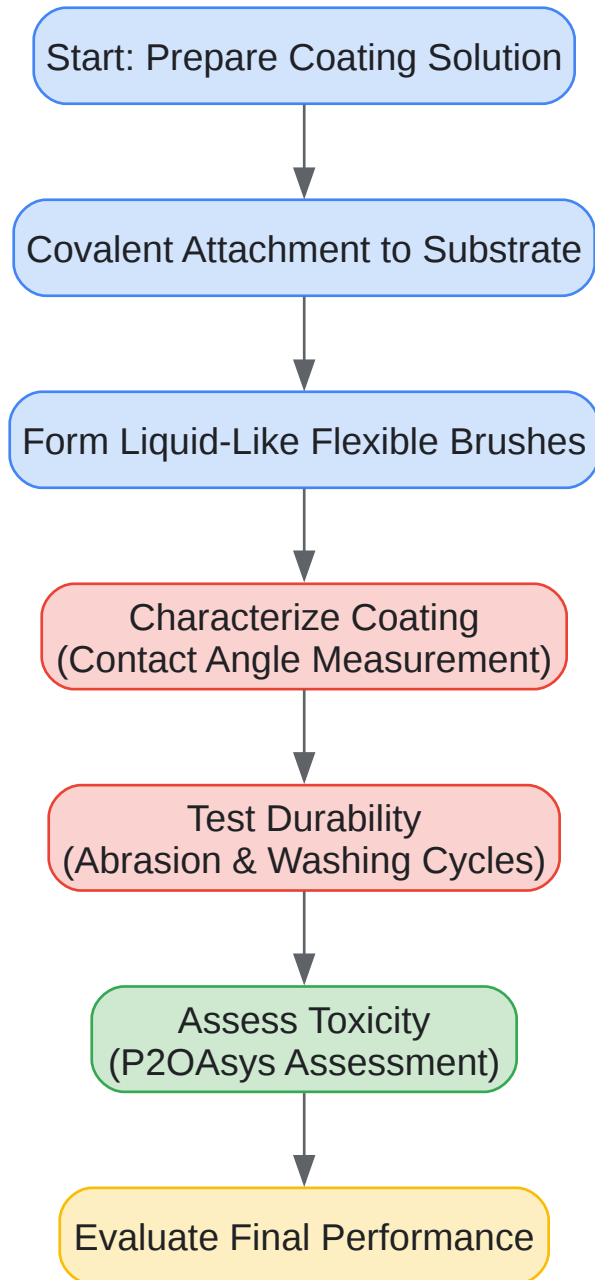 Start: Prepare Coating Solution
Covalent Attachment to Substrate
Form Liquid-Like Flexible Brushes
Characterize Coating
(Contact Angle Measurement)
Test Durability
(Abrasion & Washing Cycles)
Assess Toxicity
(P2OAsys Assessment)
Evaluate Final Performance